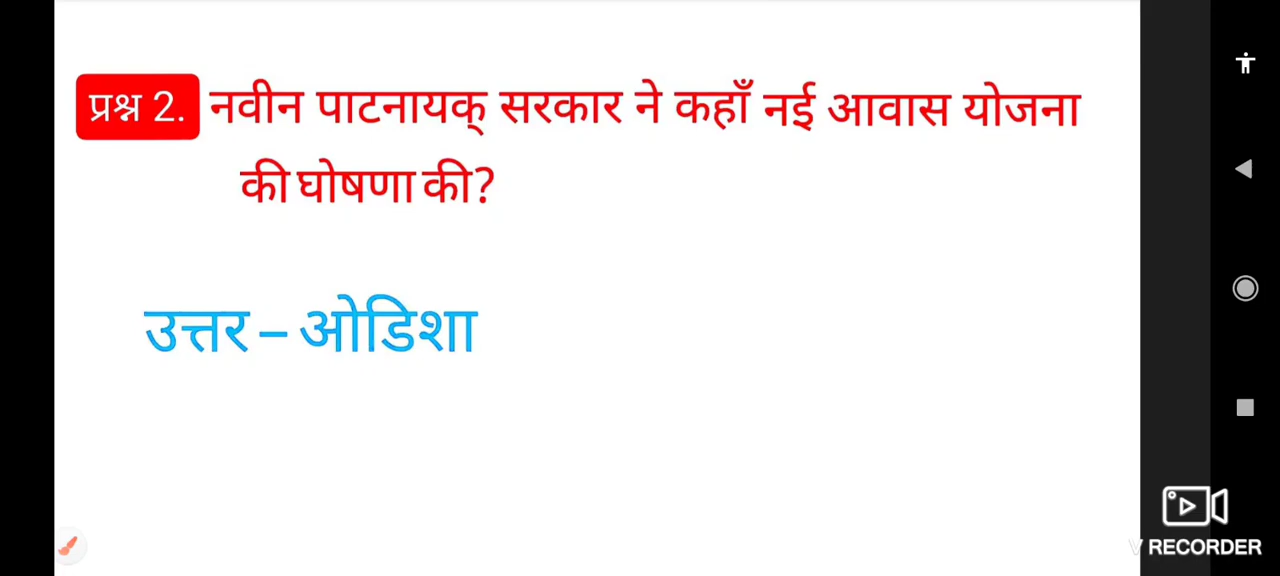 प्रश्न 2. नवीन पाटनायक् सरकार ने कहाँ नई आवास योजना
की घोषणा की?
उत्तर – ओडिशा
V RECORDER